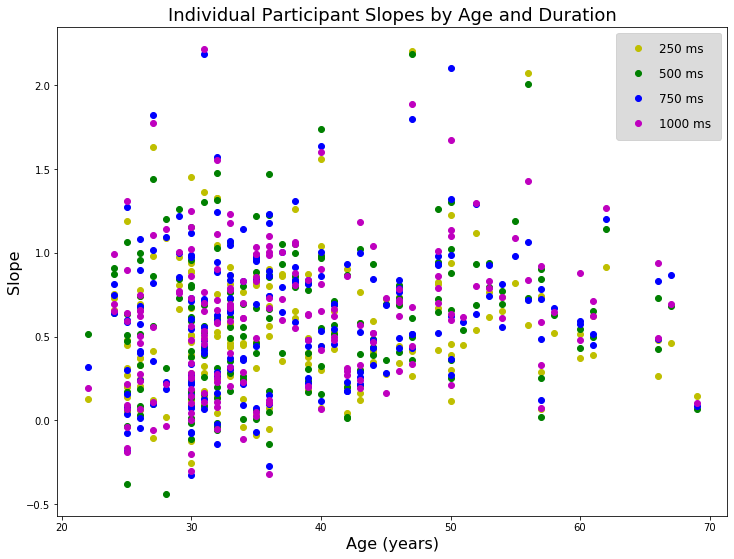 Individual Participant Slopes by Age and Duration
250 ms
500 ms
750 ms
1000 ms
2.0
1.5
1.0
0.5
0.0
−0.5
Slope
20 30 40 50 60 70
Age (years)